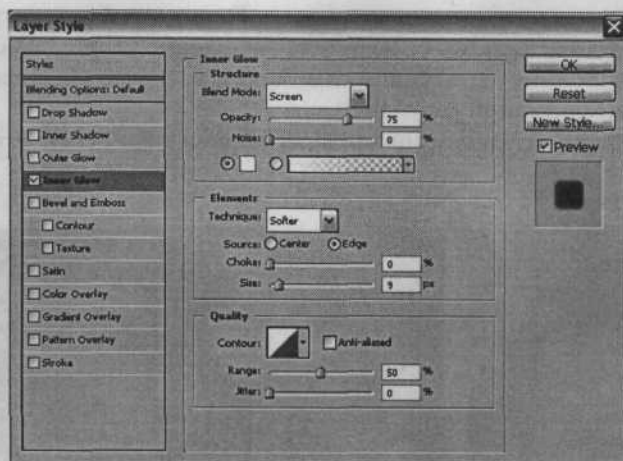 Layer Style
Styles
Blending Options: Default
Drop Shadow
Inner Shadow
Outer Glow
Inner Glow
Bevel and Emboss
Contour
Texture
Satin
Color Overlay
Gradient Overlay
Pattern Overlay
Stroke
Inner Glow
Structure
Blend Mode: Screen
Opacity: 75 %
Noise: 0 %
Elements
Technique: Softer
Source: Center Edge
Choke: 0 %
Size: 9 px
Quality
Contour: Anti-aliased
Range: 50 %
Jitter: 0 %
OK
Reset
New Style...
Preview